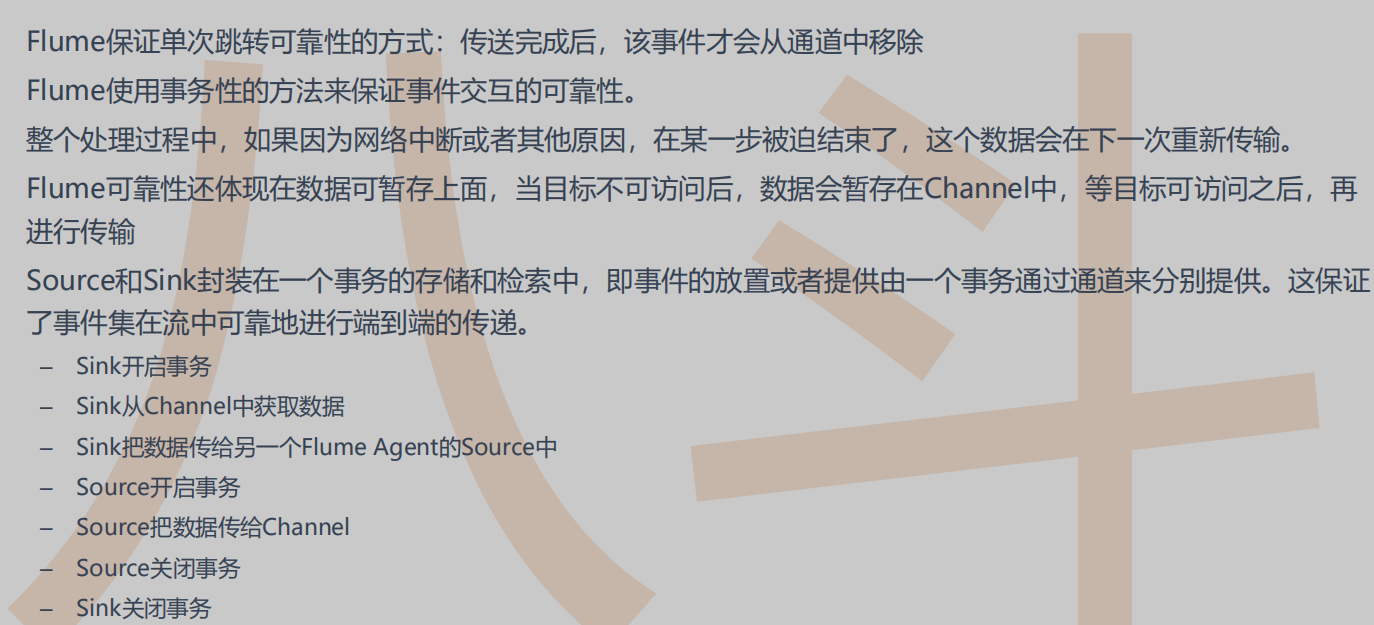 Flume保证单次跳转可靠性的方式：传送完成后，该事件才会从通道中移除
Flume使用事务性的方法来保证事件交互的可靠性。
整个处理过程中，如果因为网络中断或者其他原因，在某一步被迫结束了，这个数据会在下一次重新传输。
Flume可靠性还体现在数据可暂存上面，当目标不可访问后，数据会暂存在Channel中，等目标可访问之后，再
进行传输
Source和Sink封装在一个事务的存储和检索中，即事件的放置或者提供由一个事务通过通道来分别提供。这保证
了事件集在流中可靠地进行端到端的传递。
– Sink开启事务
– Sink从Channel中获取数据
– Sink把数据传给另一个Flume Agent的Source中
– Source开启事务
– Source把数据传给Channel
– Source关闭事务
– Sink关闭事务
八斗